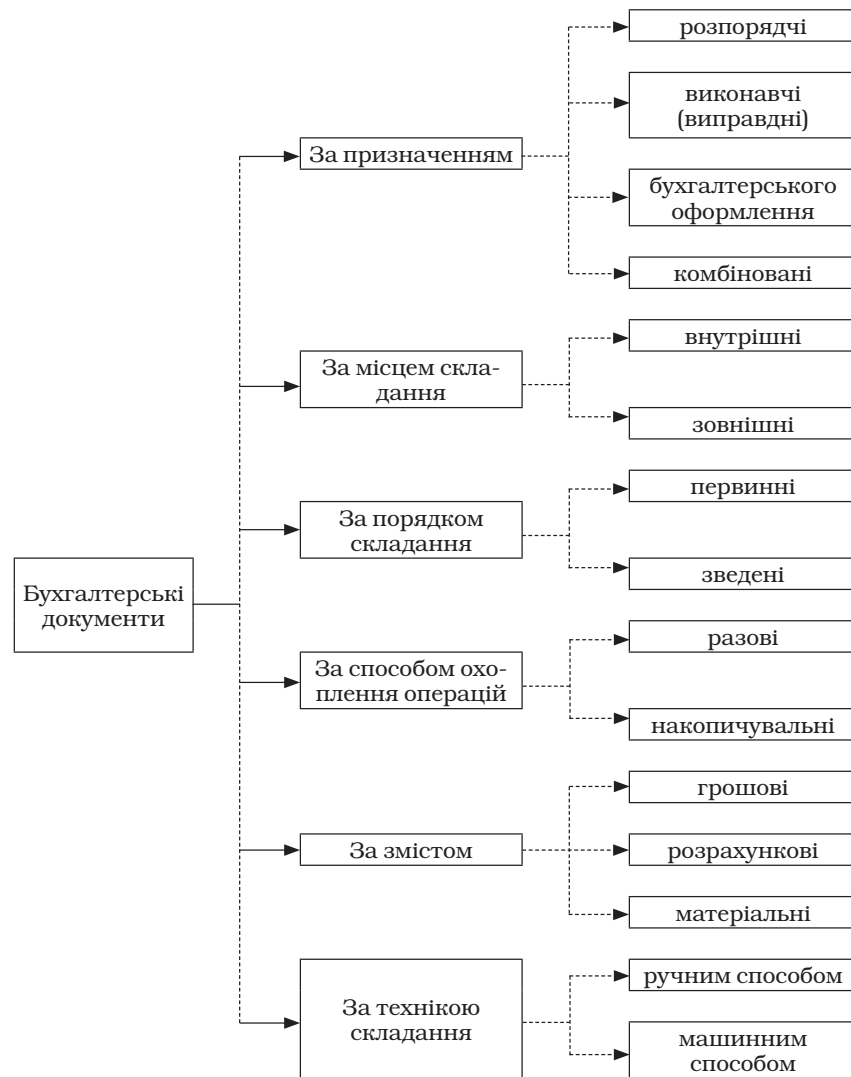 Бухгалтерські
документи
За призначенням
розпорядчі
виконавчі
(виправдні)
бухгалтерського
оформлення
комбіновані
За місцем скла-
дання
внутрішні
зовнішні
За порядком
складання
первинні
зведені
За способом охо-
плення операцій
разові
накопичувальні
За змістом
грошові
розрахункові
матеріальні
За технікою
складання
ручним способом
машинним
способом